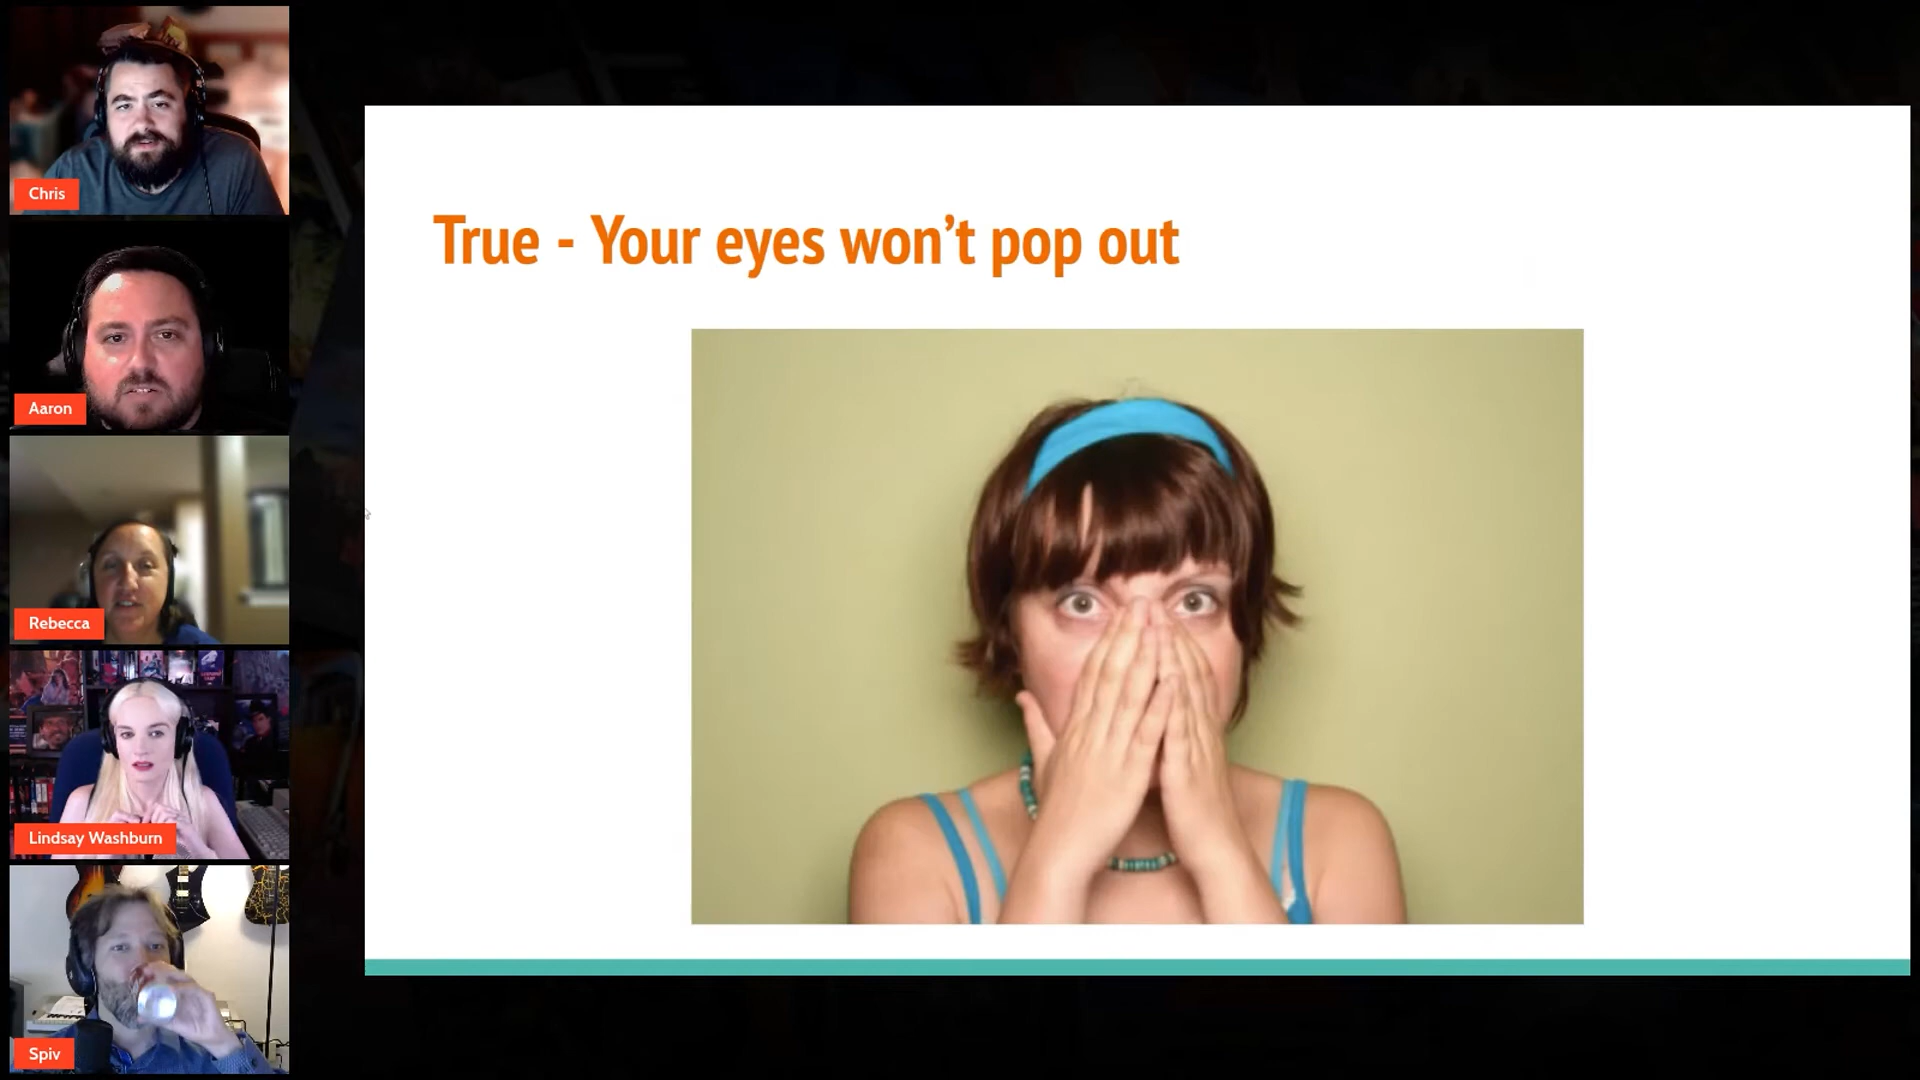 Chris
Aaron
Rebecca
Lindsay Washburn
Spiv
True - Your eyes won't pop out